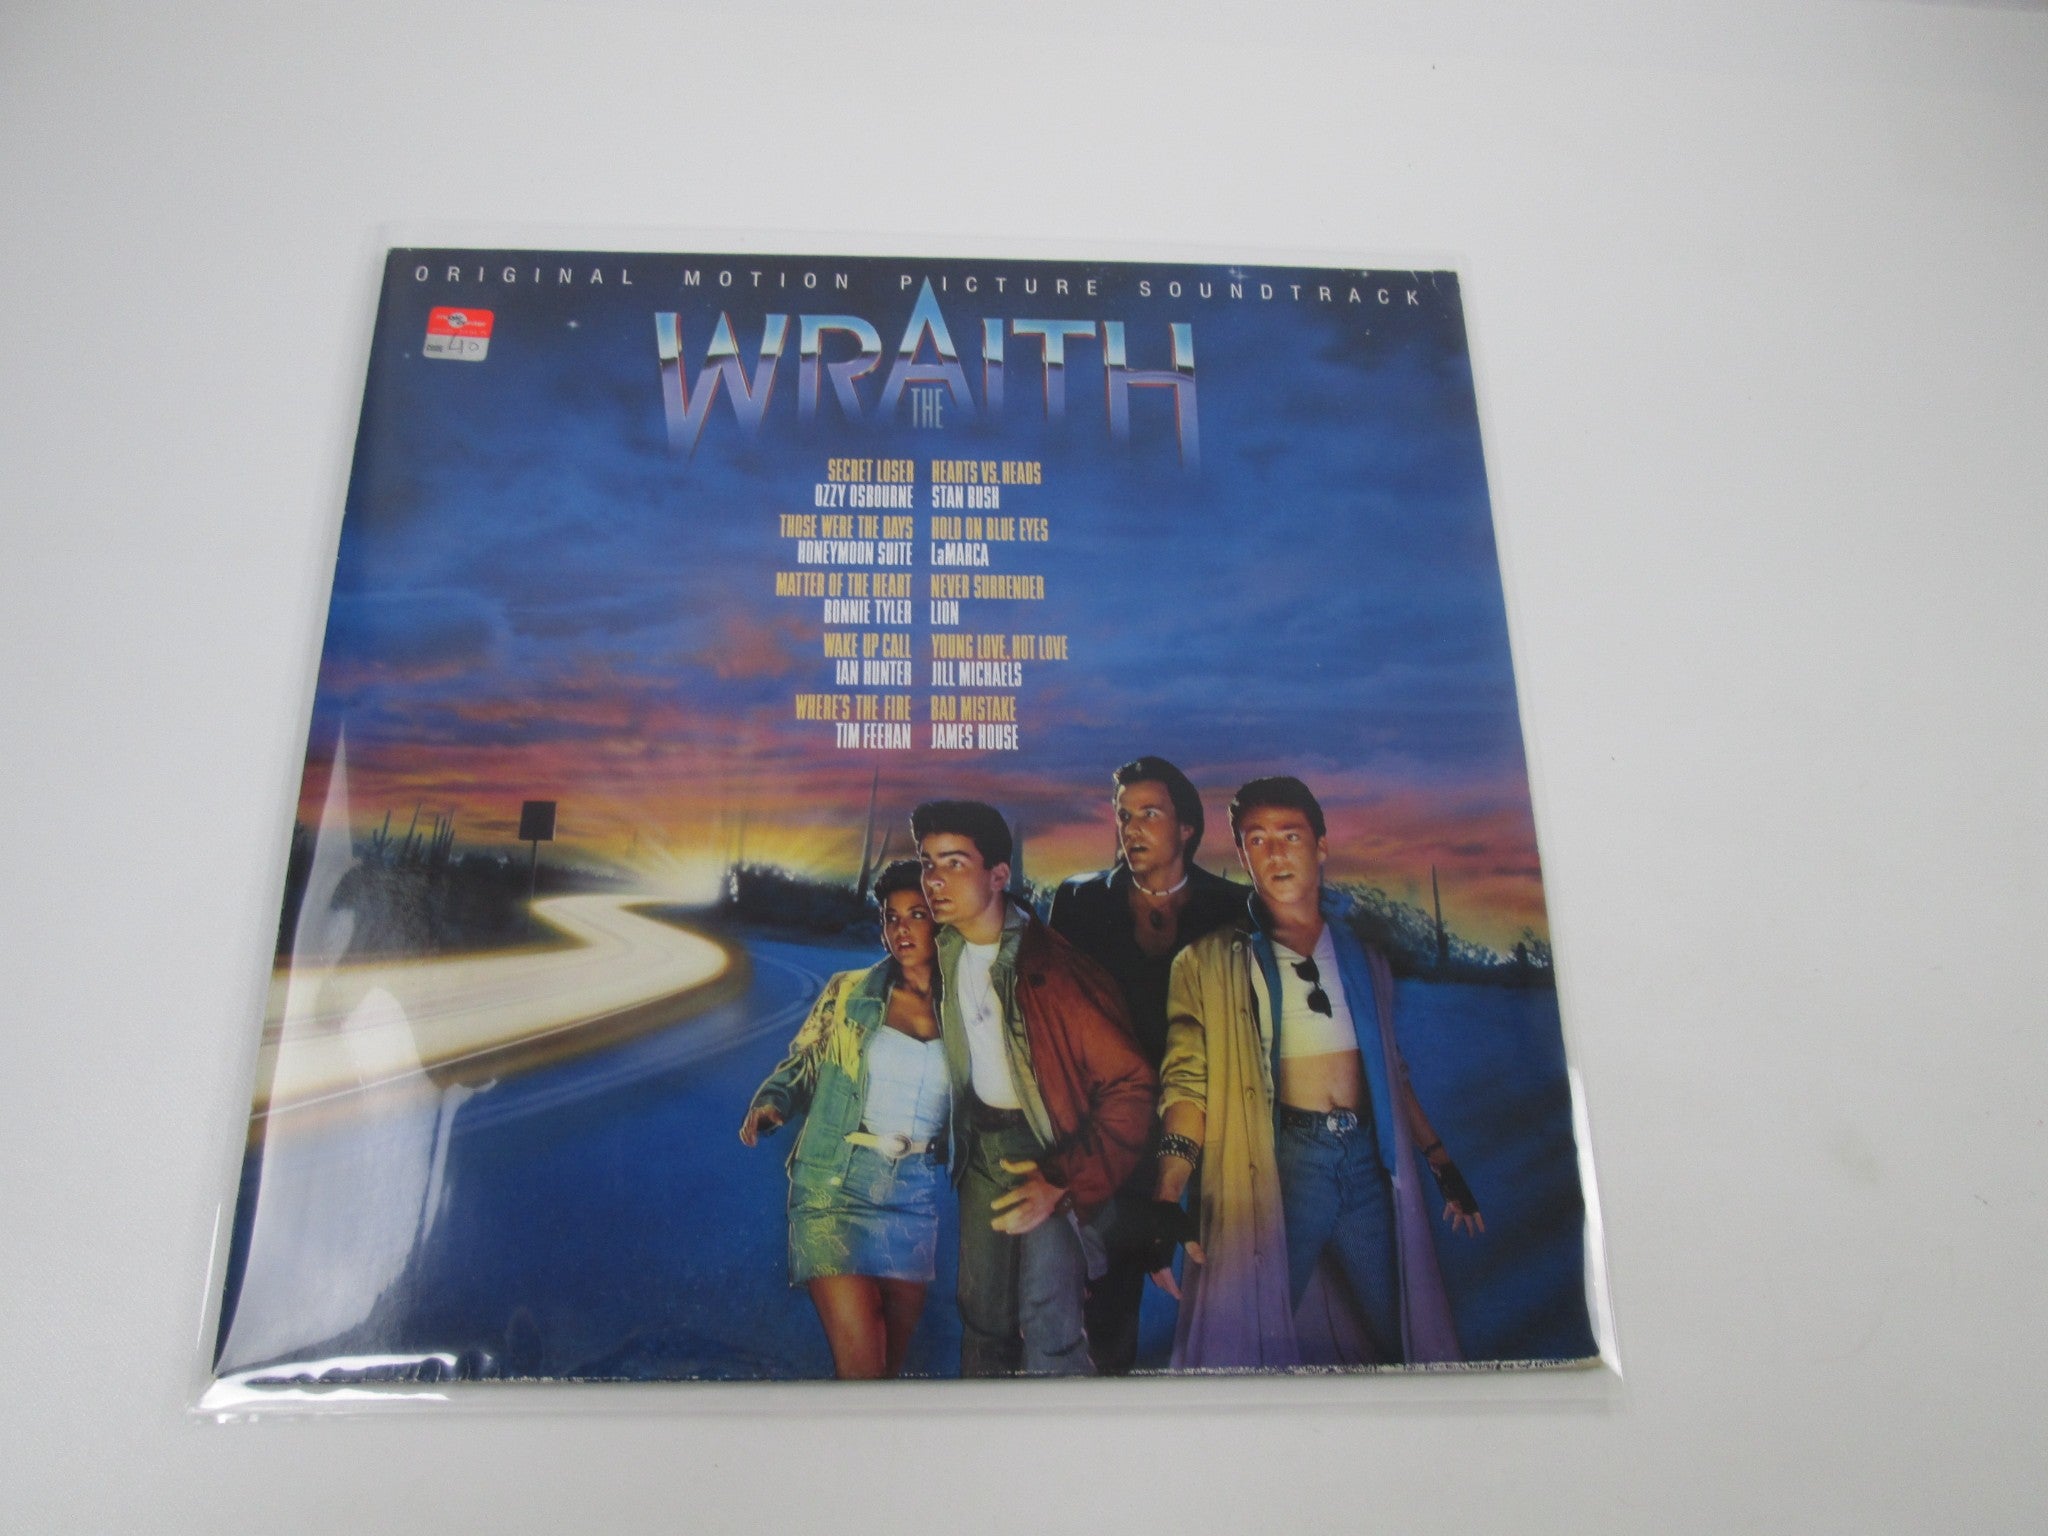 ORIGINAL MOTION PICTURE SOUNDTRACK
WRAITH
THE
SECRET LOSER
OZZY OSBOURNE
THOSE WERE THE DAYS
HONEYMOON SUITE
MATTER OF THE HEART
BONNIE TYLER
WAKE UP CALL
IAN HUNTER
WHERE'S THE FIRE
TIM FEEHAN
HEARTS VS. HEADS
STAN BUSH
HOLD ON BLUE EYES
LaMARCA
NEVER SURRENDER
LION
YOUNG LOVE, HOT LOVE
JILL MICHAELS
BAD MISTAKE
JAMES HOUSE
40